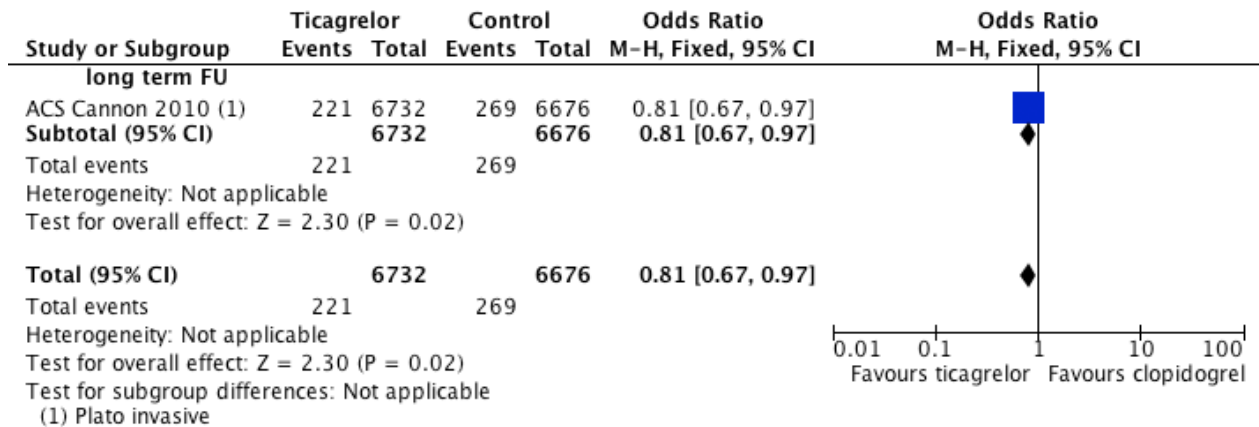 Ticagrelor Control Odds Ratio Odds Ratio
Study or Subgroup Events Total Events Total M-H, Fixed, 95% CI M-H, Fixed, 95% CI
long term FU
ACS Cannon 2010 (1) 221 6732 269 6676 0.81 [0.67, 0.97]
Subtotal (95% CI) 6732 6676 0.81 [0.67, 0.97]
Total events 221 269
Heterogeneity: Not applicable
Test for overall effect: Z = 2.30 (P = 0.02)
Total (95% CI) 6732 6676 0.81 [0.67, 0.97]
Total events 221 269
Heterogeneity: Not applicable
Test for overall effect: Z = 2.30 (P = 0.02)
Test for subgroup differences: Not applicable
(1) Plato invasive
0.01 0.1 1 10 100
Favours ticagrelor Favours clopidogrel